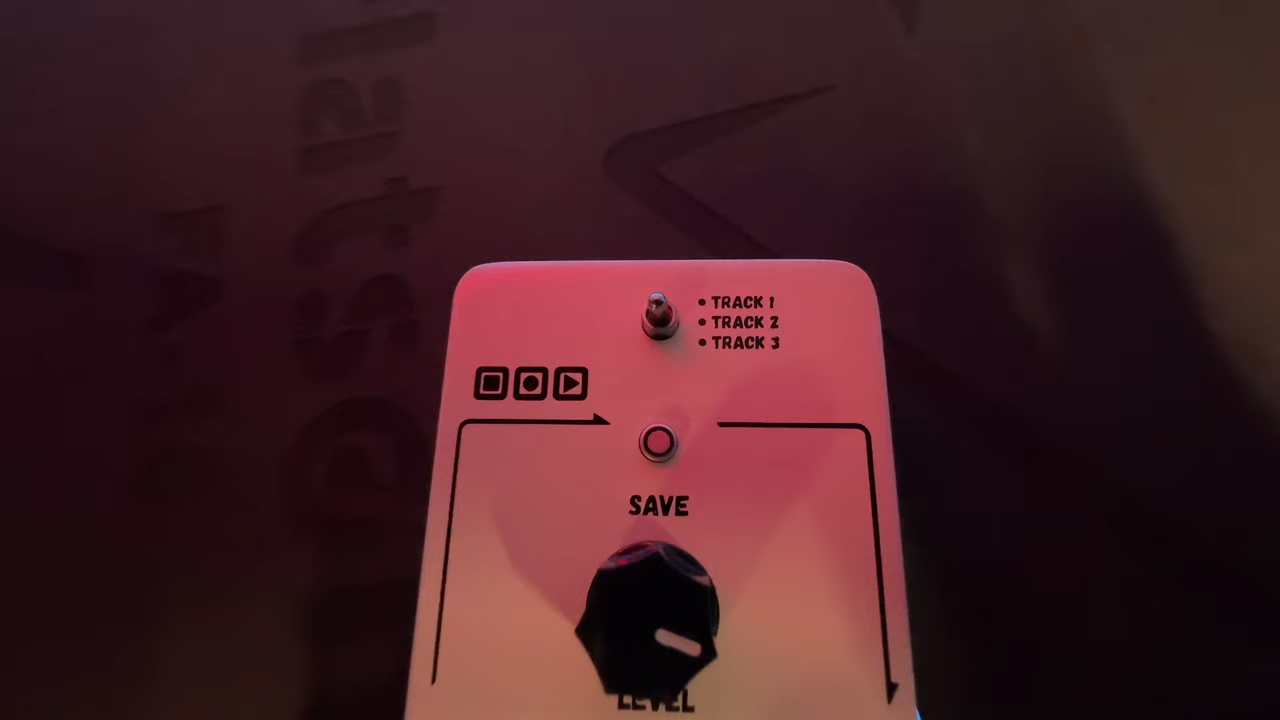 • TRACK 1
• TRACK 2
• TRACK 3
SAVE
LEVEL